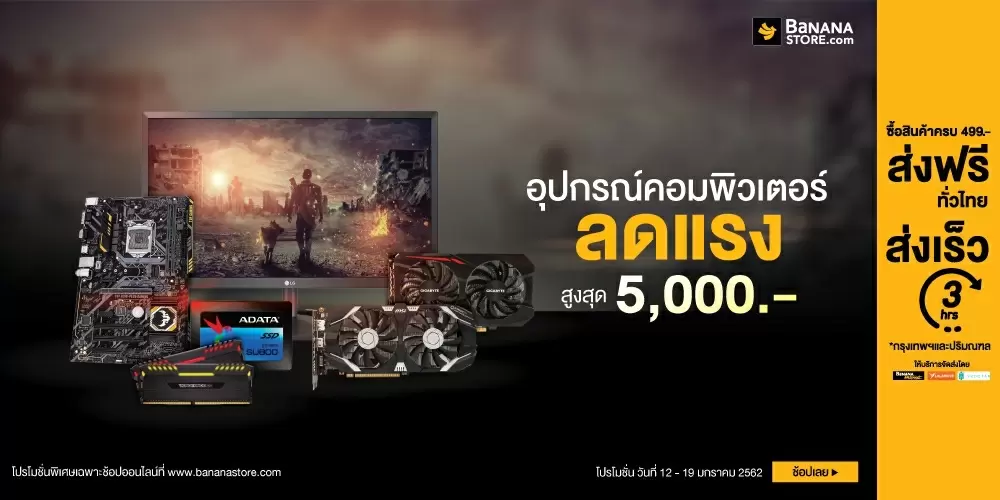 BANANA
STORE.com
อุปกรณ์คอมพิวเตอร์
ลดแรง
สูงสุด 5,000.-
ซื้อสินค้าครบ 499.-
ส่งฟรี
ทั่วไทย
ส่งเร็ว
3
hrs
*กรุงเทพฯและปริมณฑล
ให้บริการจัดส่งโดย
BANANA
LG
GIGABYTE
GIGABYTE
ADATA
SSD
SU800
โปรโมชั่นพิเศษเฉพาะช้อปออนไลน์ที่ www.bananastore.com
โปรโมชั่น วันที่ 12 - 19 มกราคม 2562
ช้อปเลย